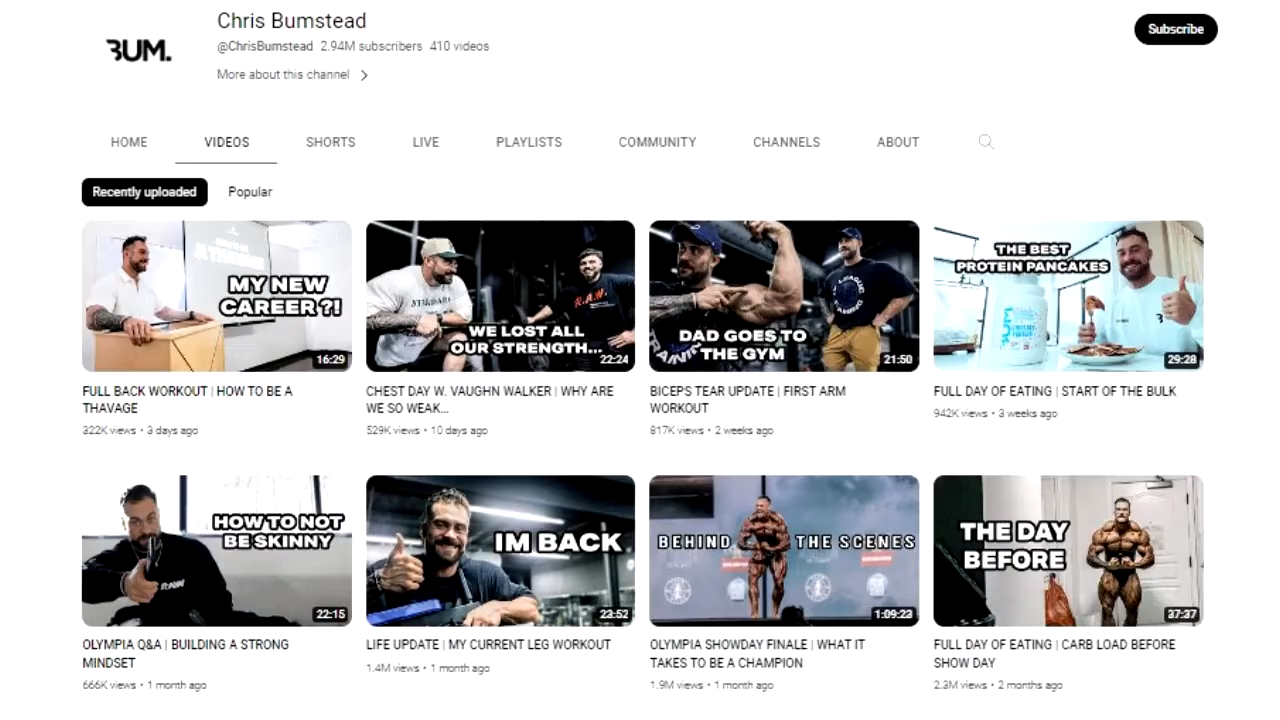 BUM.
Chris Bumstead
@ChrisBumstead 2.94M subscribers 410 videos
More about this channel
Subscribe
HOME VIDEOS SHORTS LIVE PLAYLISTS COMMUNITY CHANNELS ABOUT
Recently uploaded Popular
MY NEW
CAREER?!
16:29
WE LOST ALL
OUR STRENGTH...
22:24
DAD GOES TO
THE GYM
21:50
THE BEST
PROTEIN PANCAKES
29:28
FULL BACK WORKOUT | HOW TO BE A
THAVAGE
322K views • 3 days ago
CHEST DAY W. VAUGHN WALKER | WHY ARE
WE SO WEAK...
529K views • 10 days ago
BICEPS TEAR UPDATE | FIRST ARM
WORKOUT
817K views • 2 weeks ago
FULL DAY OF EATING | START OF THE BULK
942K views • 3 weeks ago
HOW TO NOT
BE SKINNY
RAW
22:15
IM BACK
23:52
BEHIND THE SCENES
1:09:23
THE DAY
BEFORE
37:37
OLYMPIA Q&A | BUILDING A STRONG
MINDSET
666K views • 1 month ago
LIFE UPDATE | MY CURRENT LEG WORKOUT
1.4M views • 1 month ago
OLYMPIA SHOWDAY FINALE | WHAT IT
TAKES TO BE A CHAMPION
1.9M views • 1 month ago
FULL DAY OF EATING | CARB LOAD BEFORE
SHOW DAY
2.3M views • 2 months ago